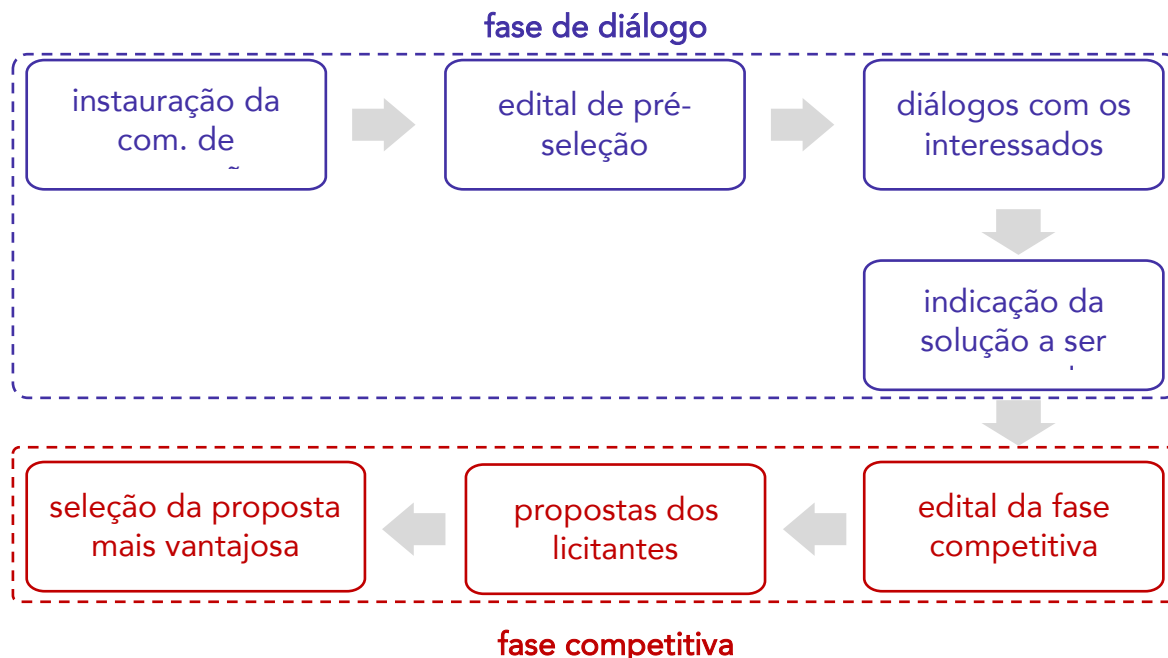 fase de diálogo
instauração da
com. de
edital de pré-
seleção
diálogos com os
interessados
indicação da
solução a ser
edital da fase
competitiva
propostas dos
licitantes
seleção da proposta
mais vantajosa
fase competitiva